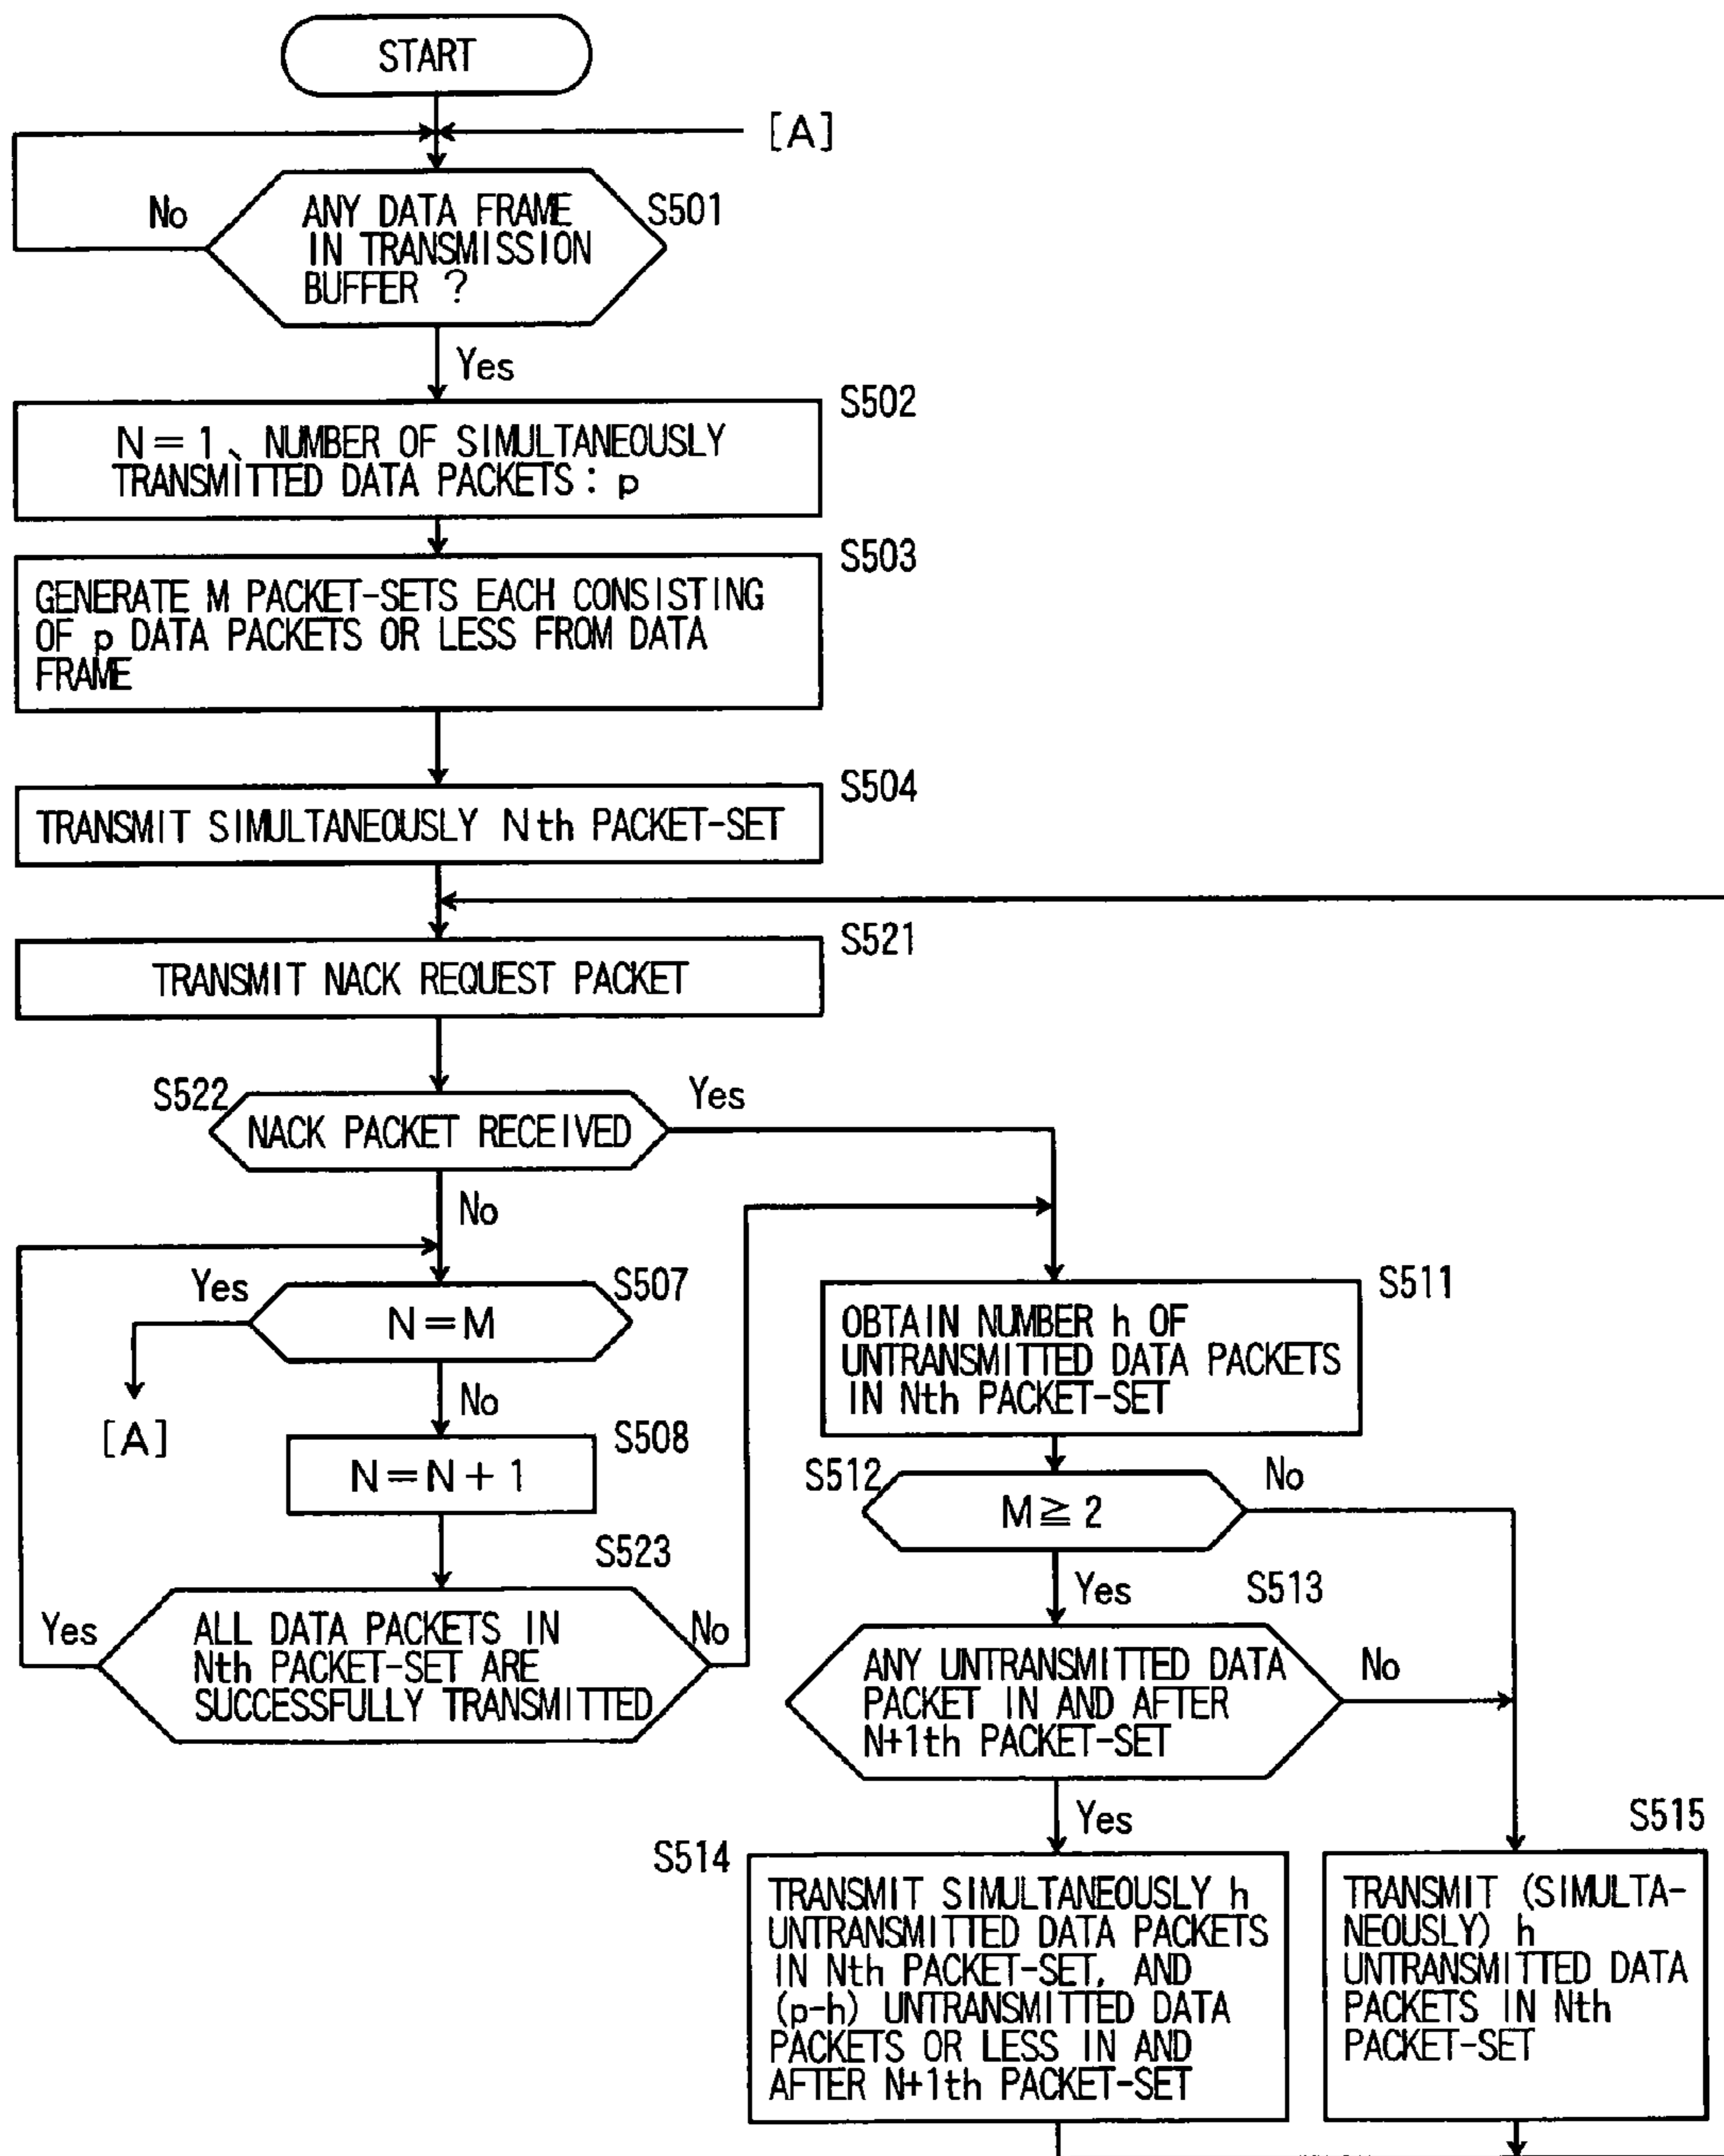 START
[A]
No
ANY DATA FRAME
IN TRANSMISSION
BUFFER ?
S501
Yes
S502
N=1、NUMBER OF SIMULTANEOUSLY
TRANSMITTED DATA PACKETS: p
S503
GENERATE M PACKET-SETS EACH CONSISTING
OF p DATA PACKETS OR LESS FROM DATA
FRAME
S504
TRANSMIT SIMULTANEOUSLY Nth PACKET-SET
S521
TRANSMIT NACK REQUEST PACKET
S522
NACK PACKET RECEIVED
Yes
No
Yes
S507
N=M
No
[A]
S508
N=N+1
S523
Yes
ALL DATA PACKETS IN
Nth PACKET-SET ARE
SUCCESSFULLY TRANSMITTED
No
S511
OBTAIN NUMBER h OF
UNTRANSMITTED DATA PACKETS
IN Nth PACKET-SET
S512
M≧2
No
Yes
S513
ANY UNTRANSMITTED DATA
PACKET IN AND AFTER
N+1th PACKET-SET
No
Yes
S514
TRANSMIT SIMULTANEOUSLY h
UNTRANSMITTED DATA PACKETS
IN Nth PACKET-SET, AND
(p-h) UNTRANSMITTED DATA
PACKETS OR LESS IN AND
AFTER N+1th PACKET-SET
S515
TRANSMIT (SIMULTA-
NEOUSLY) h
UNTRANSMITTED DATA
PACKETS IN Nth
PACKET-SET